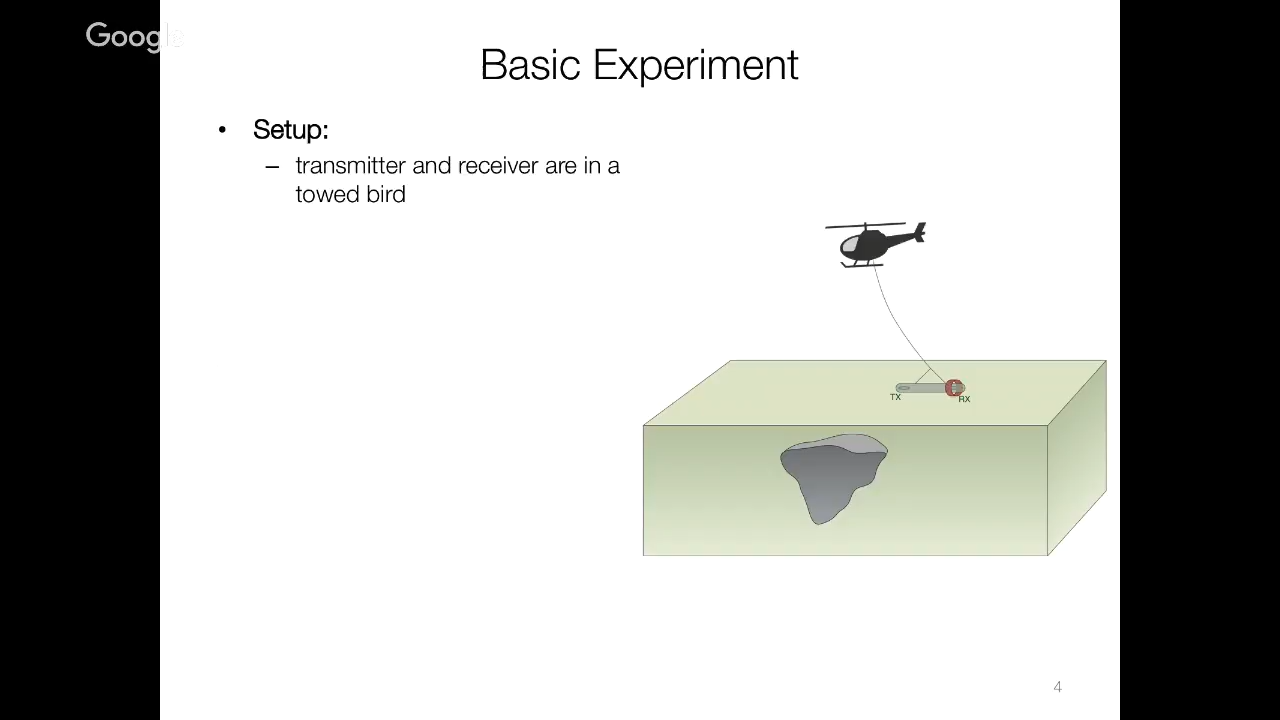 Google
Basic Experiment
• Setup:
– transmitter and receiver are in a
towed bird
TX
RX
4